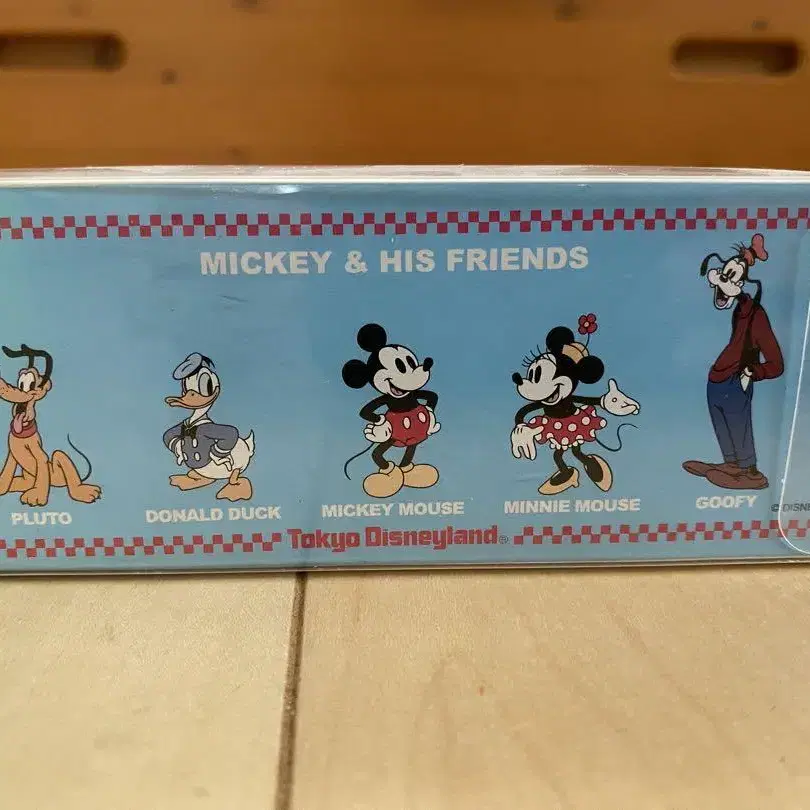 MICKEY & HIS FRIENDS
PLUTO
DONALD DUCK
MICKEY MOUSE
MINNIE MOUSE
GOOFY
Tokyo Disneyland®